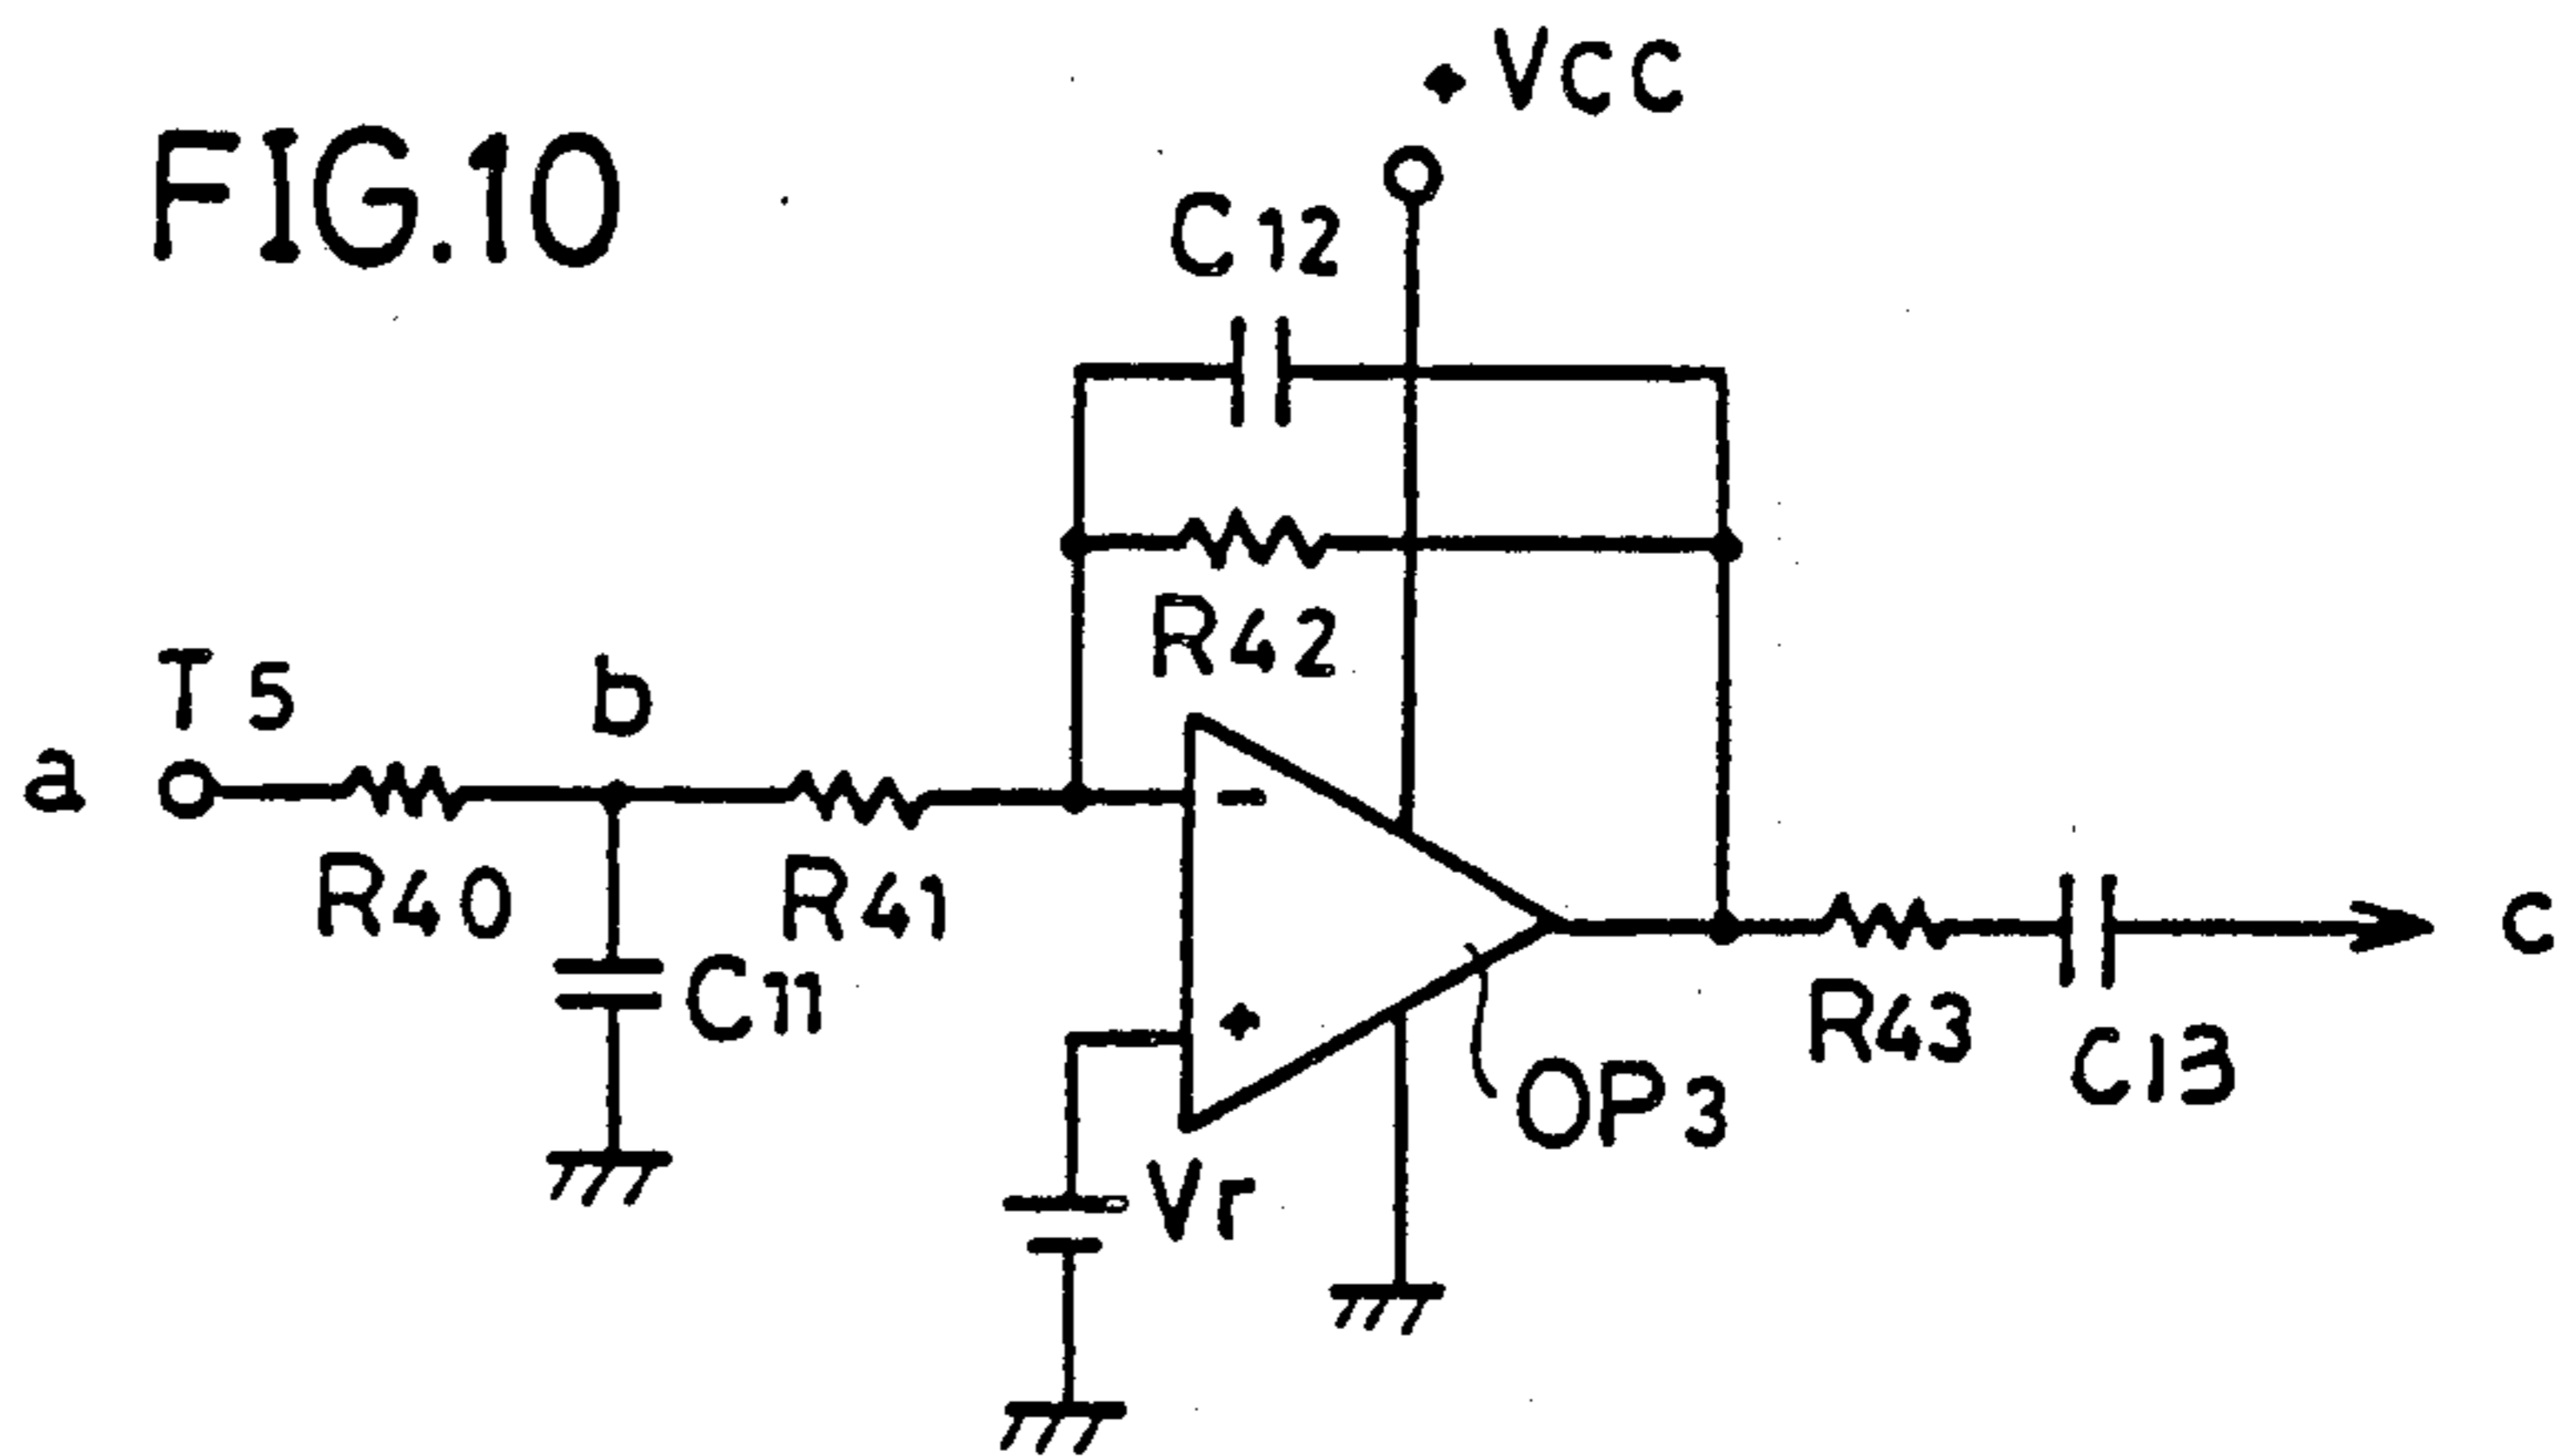 FIG.10
+VCC
C12
R42
T5
a
b
R40
R41
C11
-
+
Vr
OP3
R43
C13
c